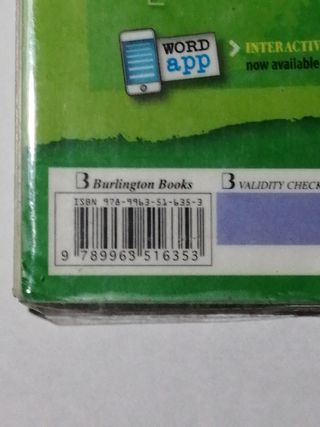 WORD
app
INTERACTIV
now available
B Burlington Books
B VALIDITY CHECK
ISBN 978-9963-51-635-3
9 789963 516353